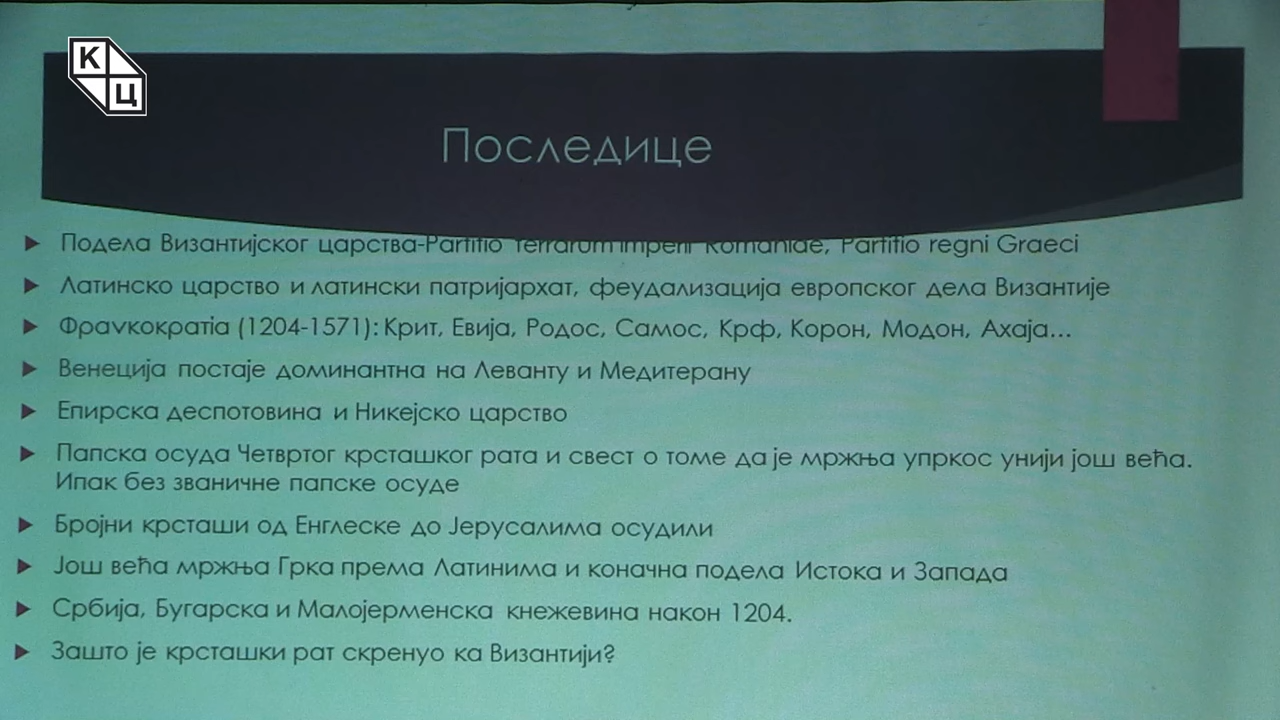 К
Ц
Последице
Подела Византијског царства-Partitio Terrarum Imperii Romaniae, Partitio regni Graeci
Латинско царство и латински патријархат, феудализација европског дела Византије
Φραγκοκρατία (1204-1571): Крит, Евија, Родос, Самос, Крф, Корон, Модон, Ахаја...
Венеција постаје доминантна на Леванту и Медитерану
Епирска деспотовина и Никејско царство
Папска осуда Четвртог крсташког рата и свест о томе да је мржња упркос унији још већа.
Ипак без званичне папске осуде
Бројни крсташи од Енглеске до Јерусалима осудили
Још већа мржња Грка према Латинима и коначна подела Истока и Запада
Србија, Бугарска и Малојерменска кнежевина након 1204.
Зашто је крсташки рат скренуо ка Византији?